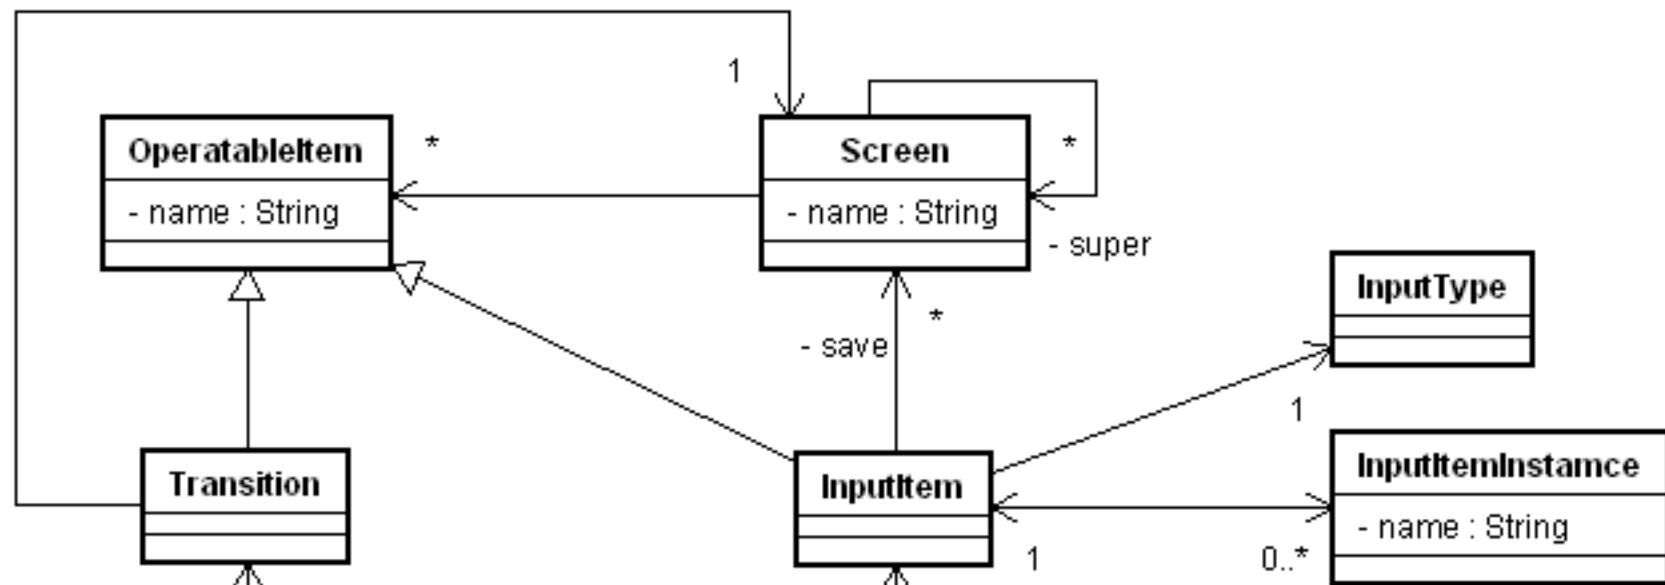 1
OperatableItem
*
Screen
*
- name : String
- name : String
- super
InputType
*
- save
1
Transition
InputItem
InputItemInstamce
- name : String
1
0..*